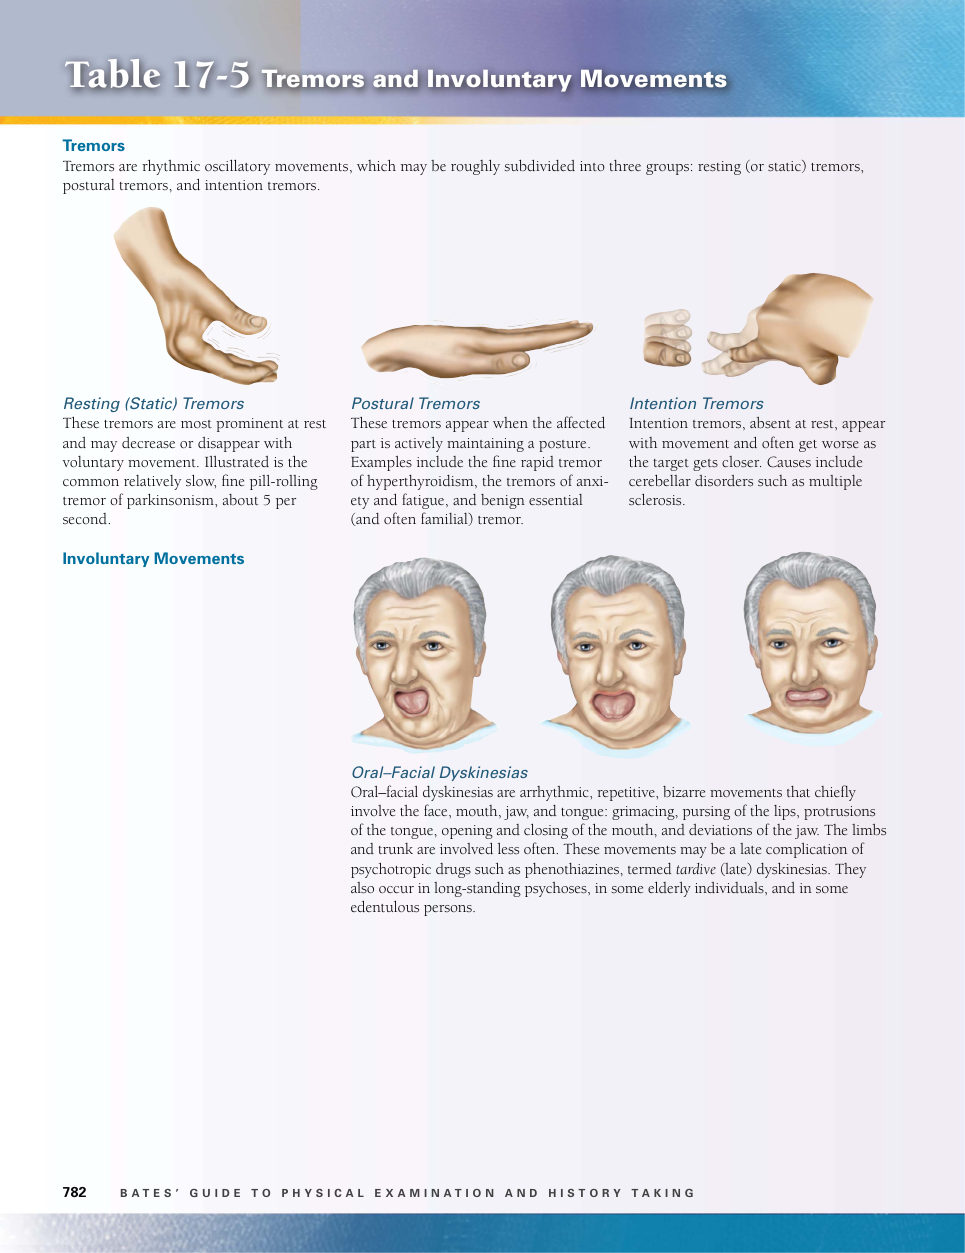 Table 17-5 Tremors and Involuntary Movements
Tremors
Tremors are rhythmic oscillatory movements, which may be roughly subdivided into three groups: resting (or static) tremors,
postural tremors, and intention tremors.
Resting (Static) Tremors
These tremors are most prominent at rest
and may decrease or disappear with
voluntary movement. Illustrated is the
common relatively slow, fine pill-rolling
tremor of parkinsonism, about 5 per
second.
Postural Tremors
These tremors appear when the affected
part is actively maintaining a posture.
Examples include the fine rapid tremor
of hyperthyroidism, the tremors of anxi-
ety and fatigue, and benign essential
(and often familial) tremor.
Intention Tremors
Intention tremors, absent at rest, appear
with movement and often get worse as
the target gets closer. Causes include
cerebellar disorders such as multiple
sclerosis.
Involuntary Movements
Oral–Facial Dyskinesias
Oral–facial dyskinesias are arrhythmic, repetitive, bizarre movements that chiefly
involve the face, mouth, jaw, and tongue: grimacing, pursing of the lips, protrusions
of the tongue, opening and closing of the mouth, and deviations of the jaw. The limbs
and trunk are involved less often. These movements may be a late complication of
psychotropic drugs such as phenothiazines, termed tardive (late) dyskinesias. They
also occur in long-standing psychoses, in some elderly individuals, and in some
edentulous persons.
782 BATES' GUIDE TO PHYSICAL EXAMINATION AND HISTORY TAKING